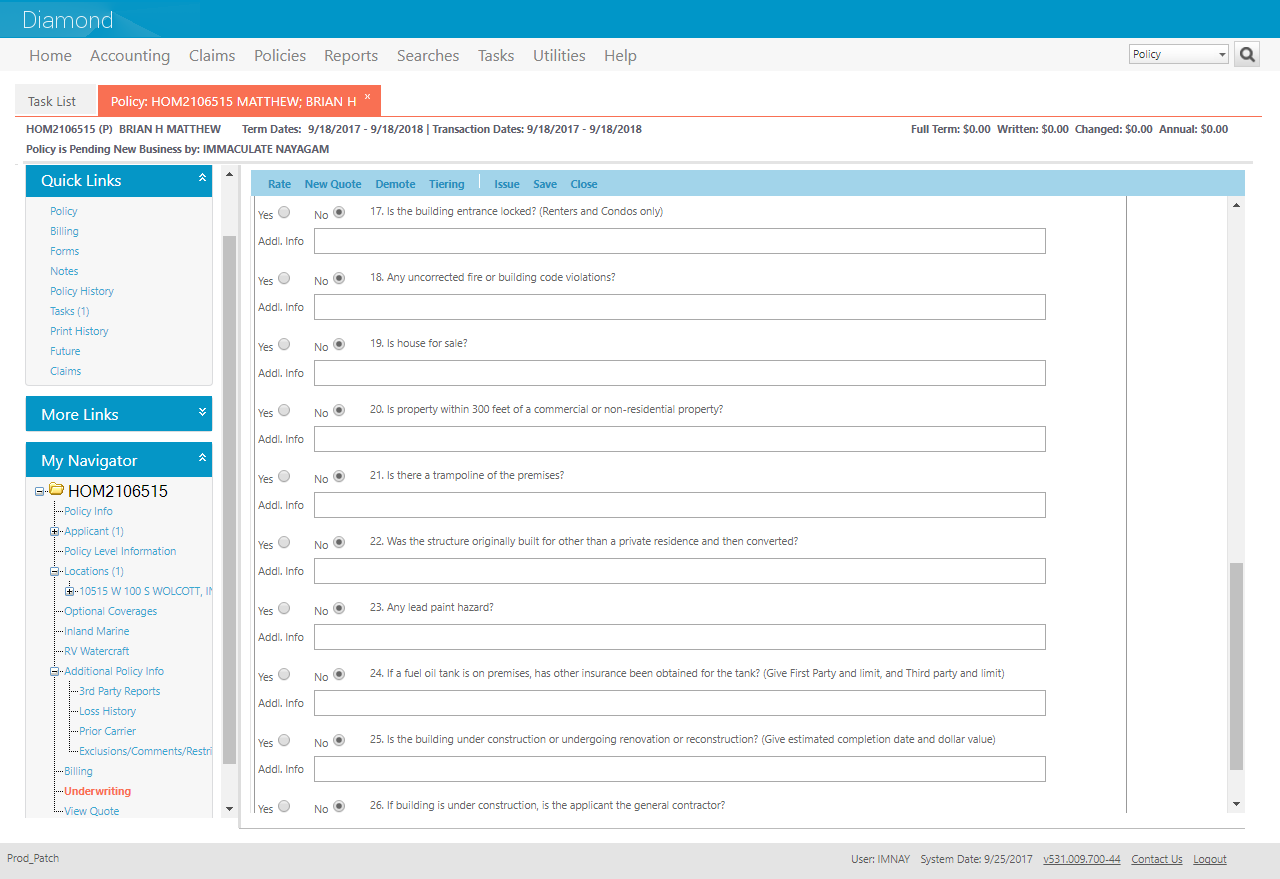 Diamond
Home Accounting Claims Policies Reports Searches Tasks Utilities Help Policy
Task List Policy: HOM2106515 MATTHEW; BRIAN H ×
HOM2106515 (P) BRIAN H MATTHEW Term Dates: 9/18/2017 - 9/18/2018 | Transaction Dates: 9/18/2017 - 9/18/2018 Full Term: $0.00 Written: $0.00 Changed: $0.00 Annual: $0.00
Policy is Pending New Business by: IMMACULATE NAYAGAM
Quick Links
Policy
Billing
Forms
Notes
Policy History
Tasks (1)
Print History
Future
Claims
More Links
My Navigator
HOM2106515
Policy Info
Applicant (1)
Policy Level Information
Locations (1)
10515 W 100 S WOLCOTT, IN
Optional Coverages
Inland Marine
RV Watercraft
Additional Policy Info
3rd Party Reports
Loss History
Prior Carrier
Exclusions/Comments/Restri
Billing
Underwriting
View Quote
Rate New Quote Demote Tiering Issue Save Close
Yes No 17. Is the building entrance locked? (Renters and Condos only)
Addl. Info
Yes No 18. Any uncorrected fire or building code violations?
Addl. Info
Yes No 19. Is house for sale?
Addl. Info
Yes No 20. Is property within 300 feet of a commercial or non-residential property?
Addl. Info
Yes No 21. Is there a trampoline of the premises?
Addl. Info
Yes No 22. Was the structure originally built for other than a private residence and then converted?
Addl. Info
Yes No 23. Any lead paint hazard?
Addl. Info
Yes No 24. If a fuel oil tank is on premises, has other insurance been obtained for the tank? (Give First Party and limit, and Third party and limit)
Addl. Info
Yes No 25. Is the building under construction or undergoing renovation or reconstruction? (Give estimated completion date and dollar value)
Addl. Info
Yes No 26. If building is under construction, is the applicant the general contractor?
Prod_Patch User: IMNAY System Date: 9/25/2017 v531.009.700-44 Contact Us Logout